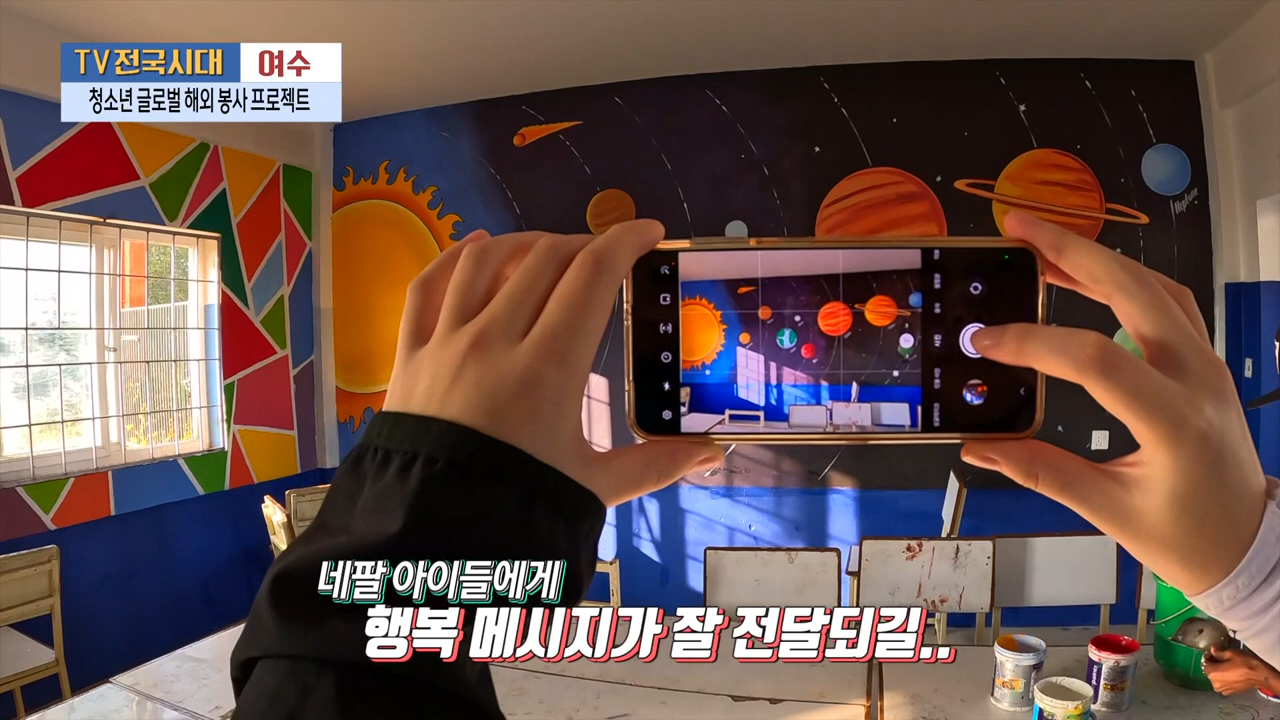 TV전국시대 여수
청소년 글로벌 해외 봉사 프로젝트
Neptune
네팔 아이들에게
행복 메시지가 잘 전달되길..